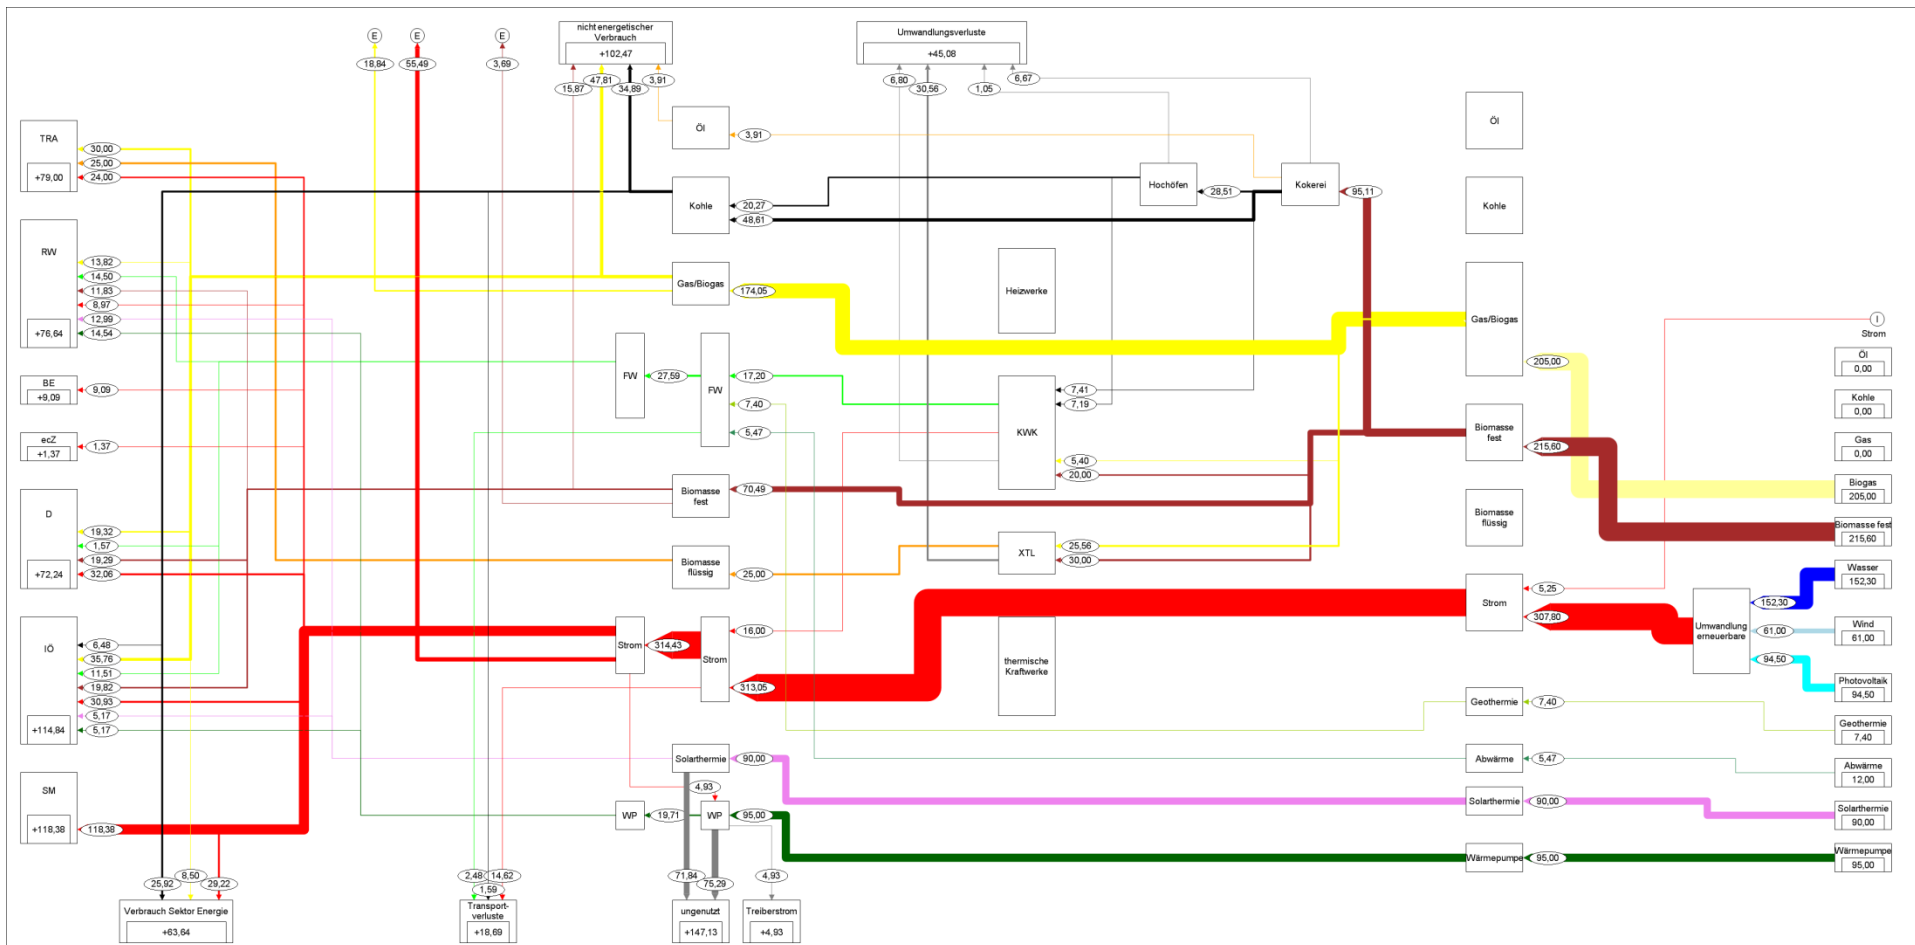 E
E
E
18,84
55,49
3,69
nicht energetischer
Verbrauch
+102,47
15,87
47,81
34,89
3,91
Umwandlungsverluste
+45,08
6,80
30,56
1,05
6,67
TRA
+79,00
30,00
25,00
24,00
RW
+76,64
13,82
14,50
11,83
8,97
12,99
14,54
BE
+9,09
9,09
ecZ
+1,37
1,37
D
+72,24
19,32
1,57
19,29
32,06
IÖ
+114,84
6,48
35,76
11,51
19,82
30,93
5,17
5,17
SM
+118,38
118,38
25,92
8,50
29,22
Verbrauch Sektor Energie
+63,64
2,48
1,59
14,62
Transport-
verluste
+18,69
Öl
3,91
Kohle
20,27
48,61
Gas/Biogas
174,05
FW
27,59
FW
17,20
7,40
5,47
Biomasse
fest
70,49
Biomasse
flüssig
25,00
Strom
314,43
Strom
16,00
313,05
Solarthermie
90,00
4,93
WP
19,71
WP
95,00
71,84
75,29
4,93
ungenutzt
+147,13
Treiberstrom
+4,93
Hochöfen
28,51
Kokerei
95,11
Heizwerke
KWK
7,41
7,19
5,40
20,00
XTL
25,56
30,00
thermische
Kraftwerke
Öl
Kohle
Gas/Biogas
205,00
Biomasse
fest
215,60
Biomasse
flüssig
Strom
5,25
307,80
Umwandlung
erneuerbare
152,30
61,00
94,50
Geothermie
7,40
Abwärme
5,47
Solarthermie
90,00
Wärmepumpe
95,00
I
Strom
Öl
0,00
Kohle
0,00
Gas
0,00
Biogas
205,00
Biomasse fest
215,60
Wasser
152,30
Wind
61,00
Photovoltaik
94,50
Geothermie
7,40
Abwärme
12,00
Solarthermie
90,00
Wärmepumpe
95,00